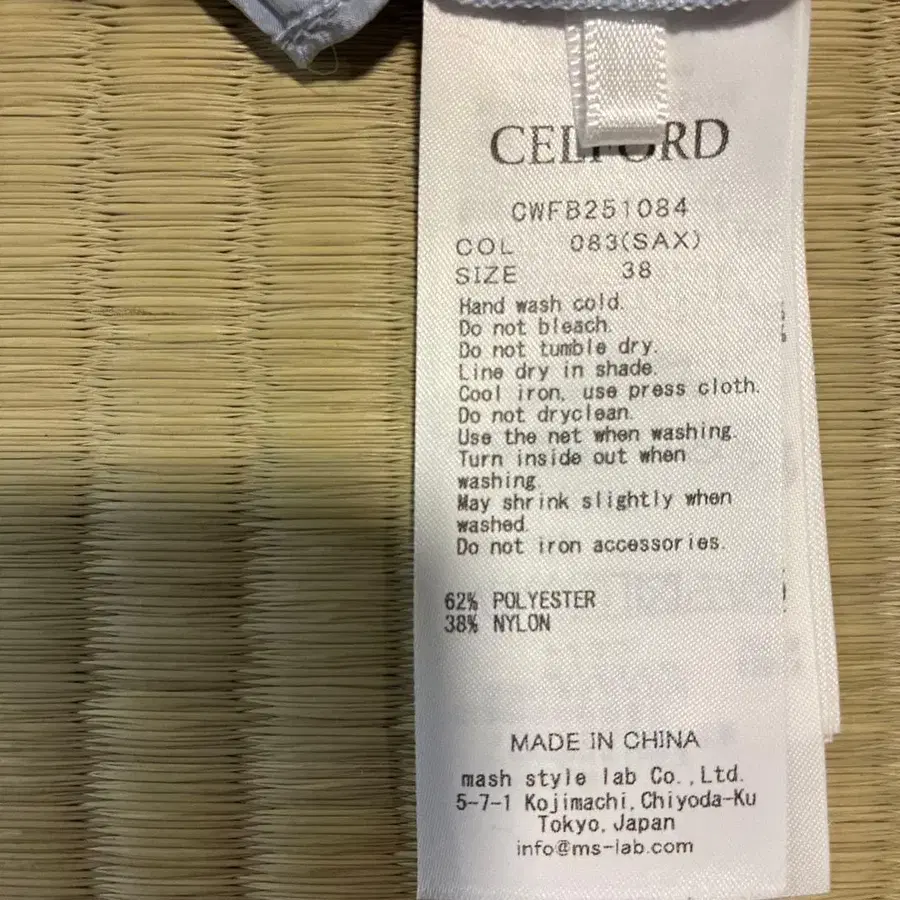 CELFORD
CWFB251084
COL 083(SAX)
SIZE 38
Hand wash cold.
Do not bleach.
Do not tumble dry.
Line dry in shade.
Cool iron, use press cloth.
Do not dryclean.
Use the net when washing.
Turn inside out when
washing.
May shrink slightly when
washed.
Do not iron accessories.
62% POLYESTER
38% NYLON
MADE IN CHINA
mash style lab Co.,Ltd.
5-7-1 Kojimachi,Chiyoda-Ku
Tokyo,Japan
info@ms-lab.com